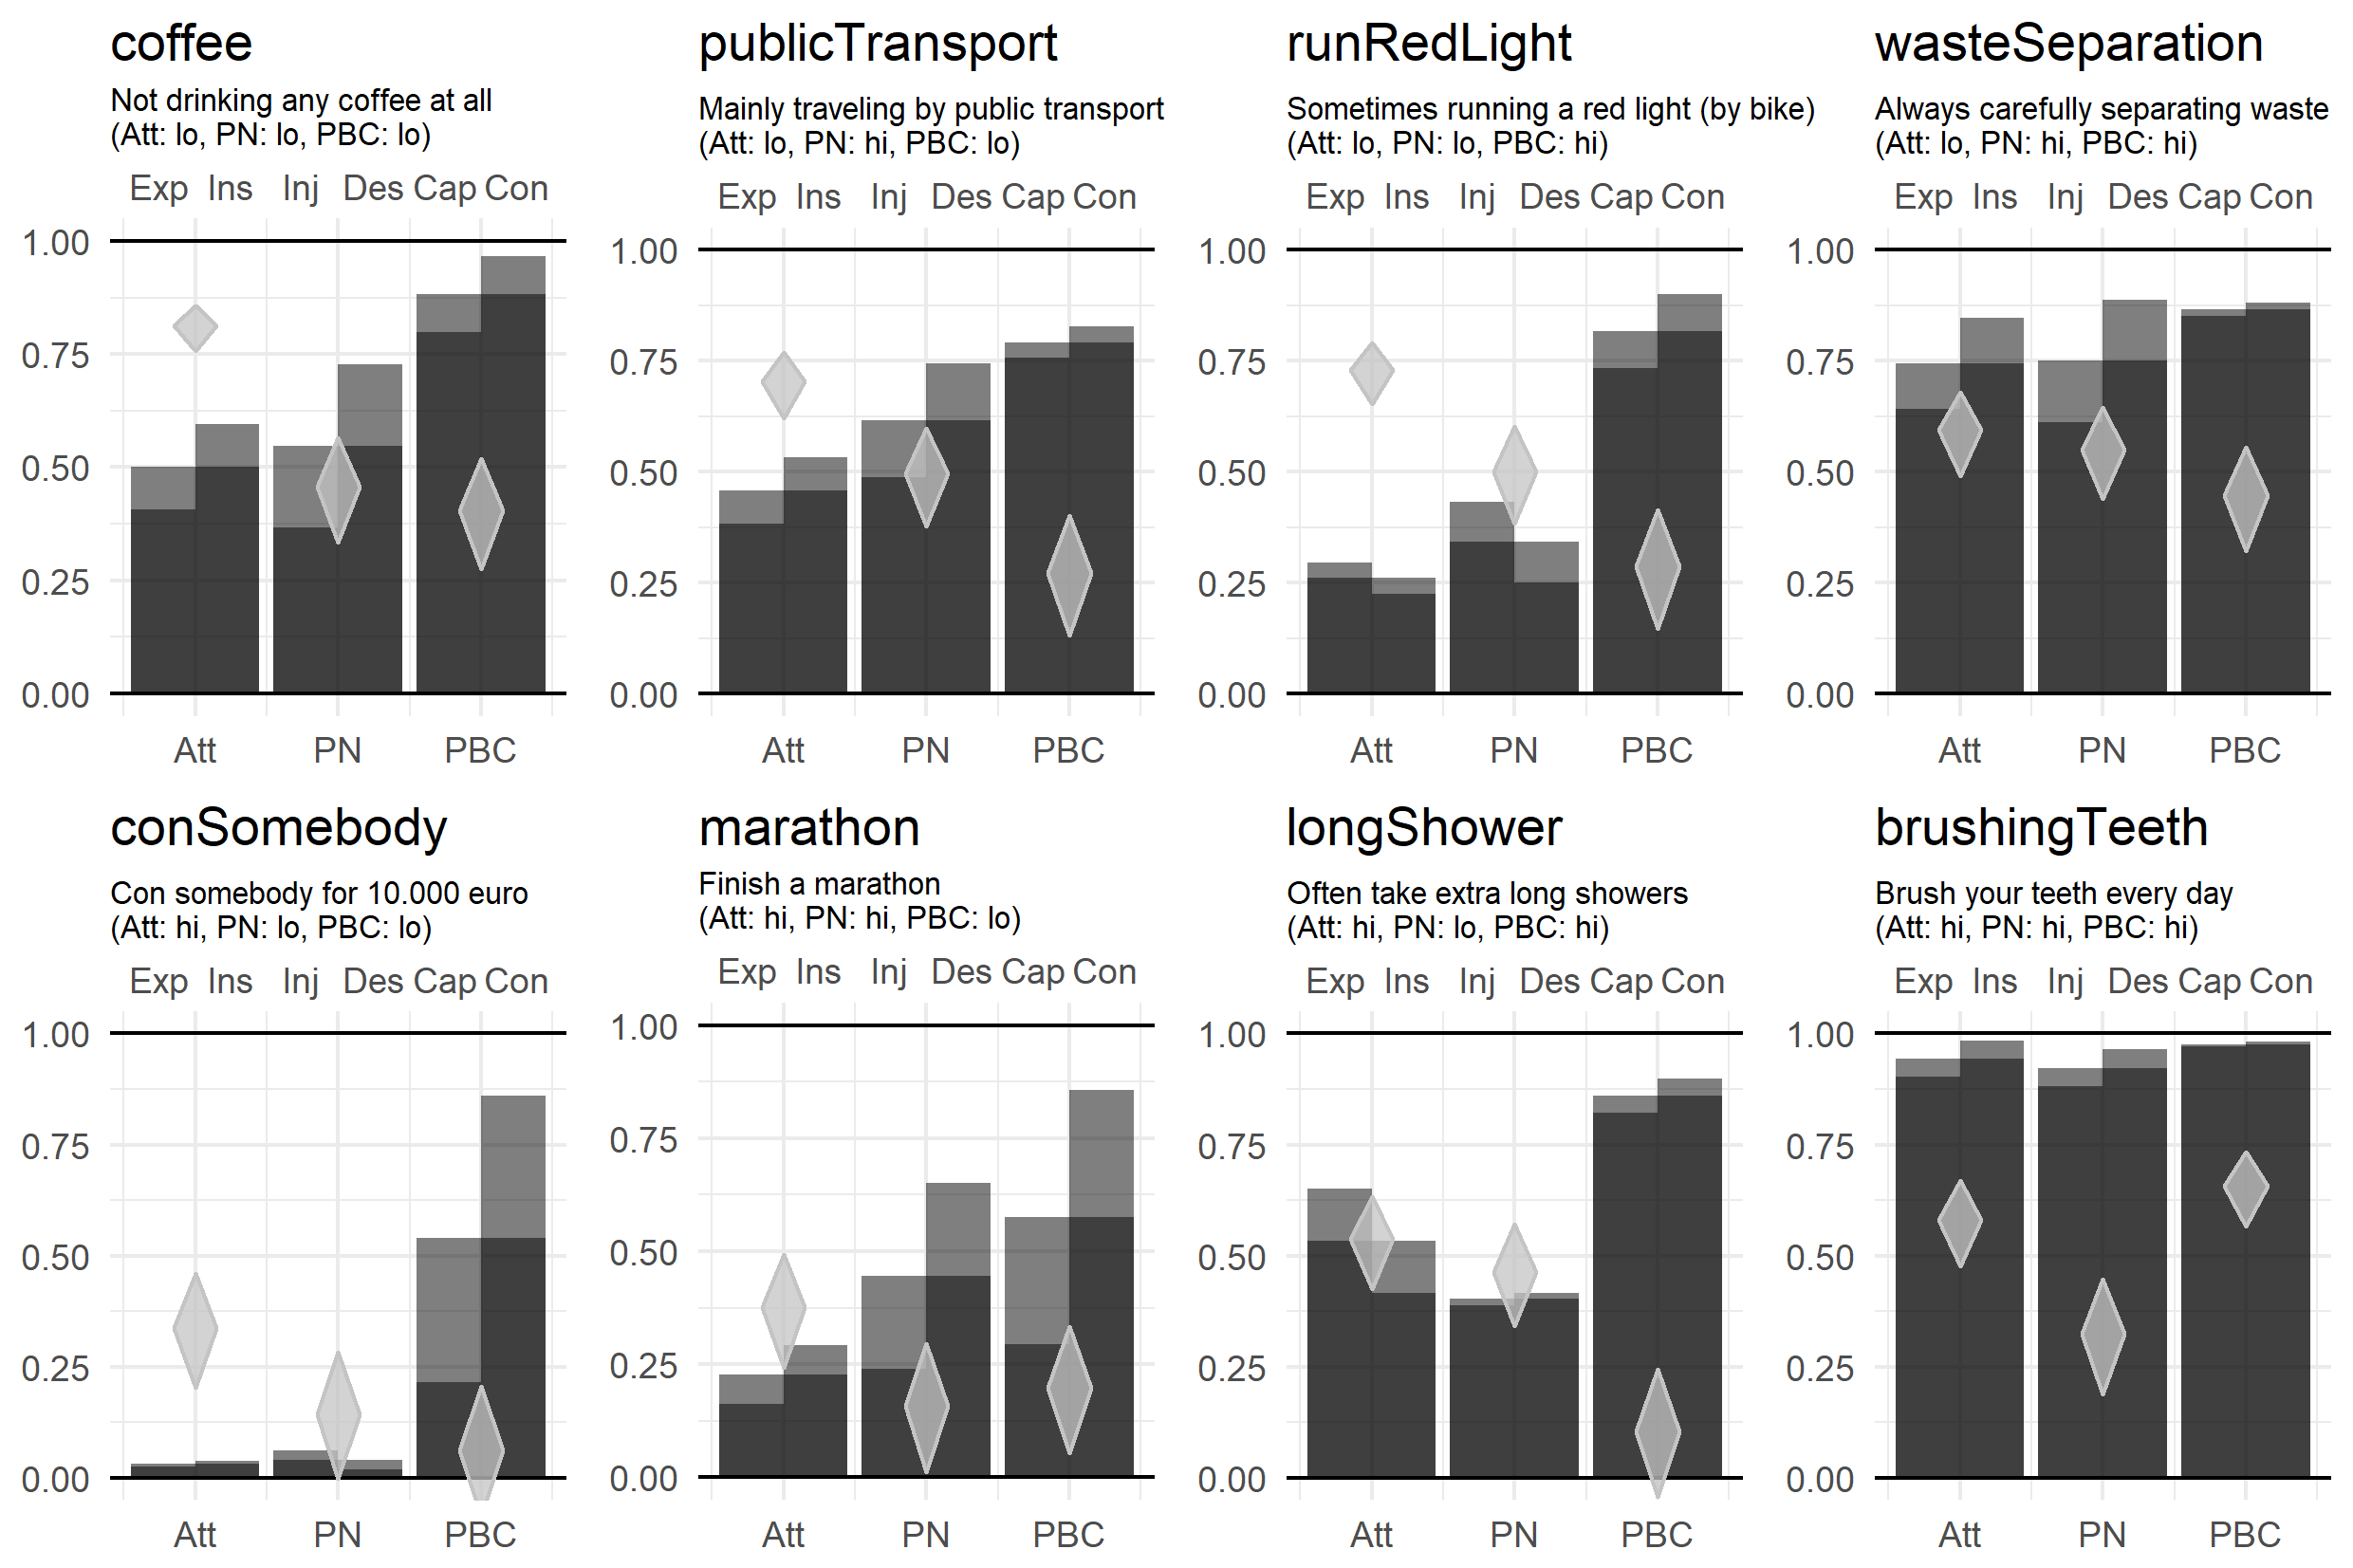 coffee
Not drinking any coffee at all
(Att: lo, PN: lo, PBC: lo)
Exp Ins Inj Des Cap Con
1.00
0.75
0.50
0.25
0.00
Att PN PBC
publicTransport
Mainly traveling by public transport
(Att: lo, PN: hi, PBC: lo)
Exp Ins Inj Des Cap Con
1.00
0.75
0.50
0.25
0.00
Att PN PBC
runRedLight
Sometimes running a red light (by bike)
(Att: lo, PN: lo, PBC: hi)
Exp Ins Inj Des Cap Con
1.00
0.75
0.50
0.25
0.00
Att PN PBC
wasteSeparation
Always carefully separating waste
(Att: lo, PN: hi, PBC: hi)
Exp Ins Inj Des Cap Con
1.00
0.75
0.50
0.25
0.00
Att PN PBC
conSomebody
Con somebody for 10.000 euro
(Att: hi, PN: lo, PBC: lo)
Exp Ins Inj Des Cap Con
1.00
0.75
0.50
0.25
0.00
Att PN PBC
marathon
Finish a marathon
(Att: hi, PN: hi, PBC: lo)
Exp Ins Inj Des Cap Con
1.00
0.75
0.50
0.25
0.00
Att PN PBC
longShower
Often take extra long showers
(Att: hi, PN: lo, PBC: hi)
Exp Ins Inj Des Cap Con
1.00
0.75
0.50
0.25
0.00
Att PN PBC
brushingTeeth
Brush your teeth every day
(Att: hi, PN: hi, PBC: hi)
Exp Ins Inj Des Cap Con
1.00
0.75
0.50
0.25
0.00
Att PN PBC